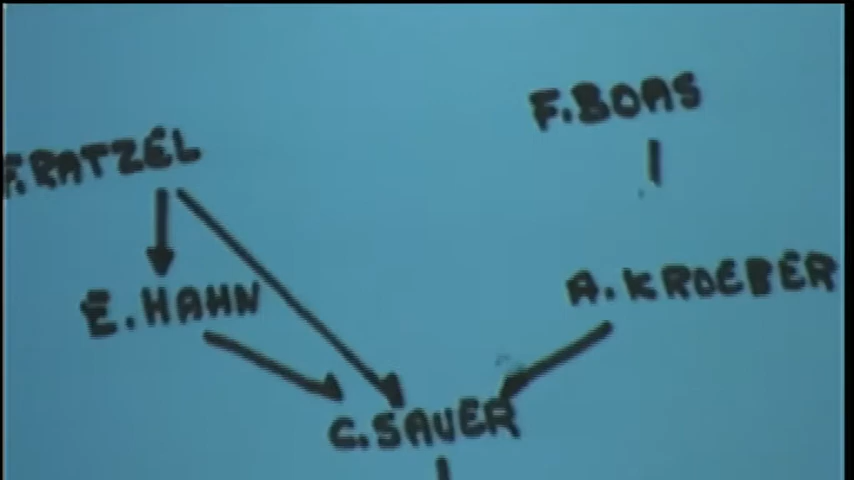 F. BOAS
F. RATZEL
E. HAHN
A. KROEBER
C. SAUER